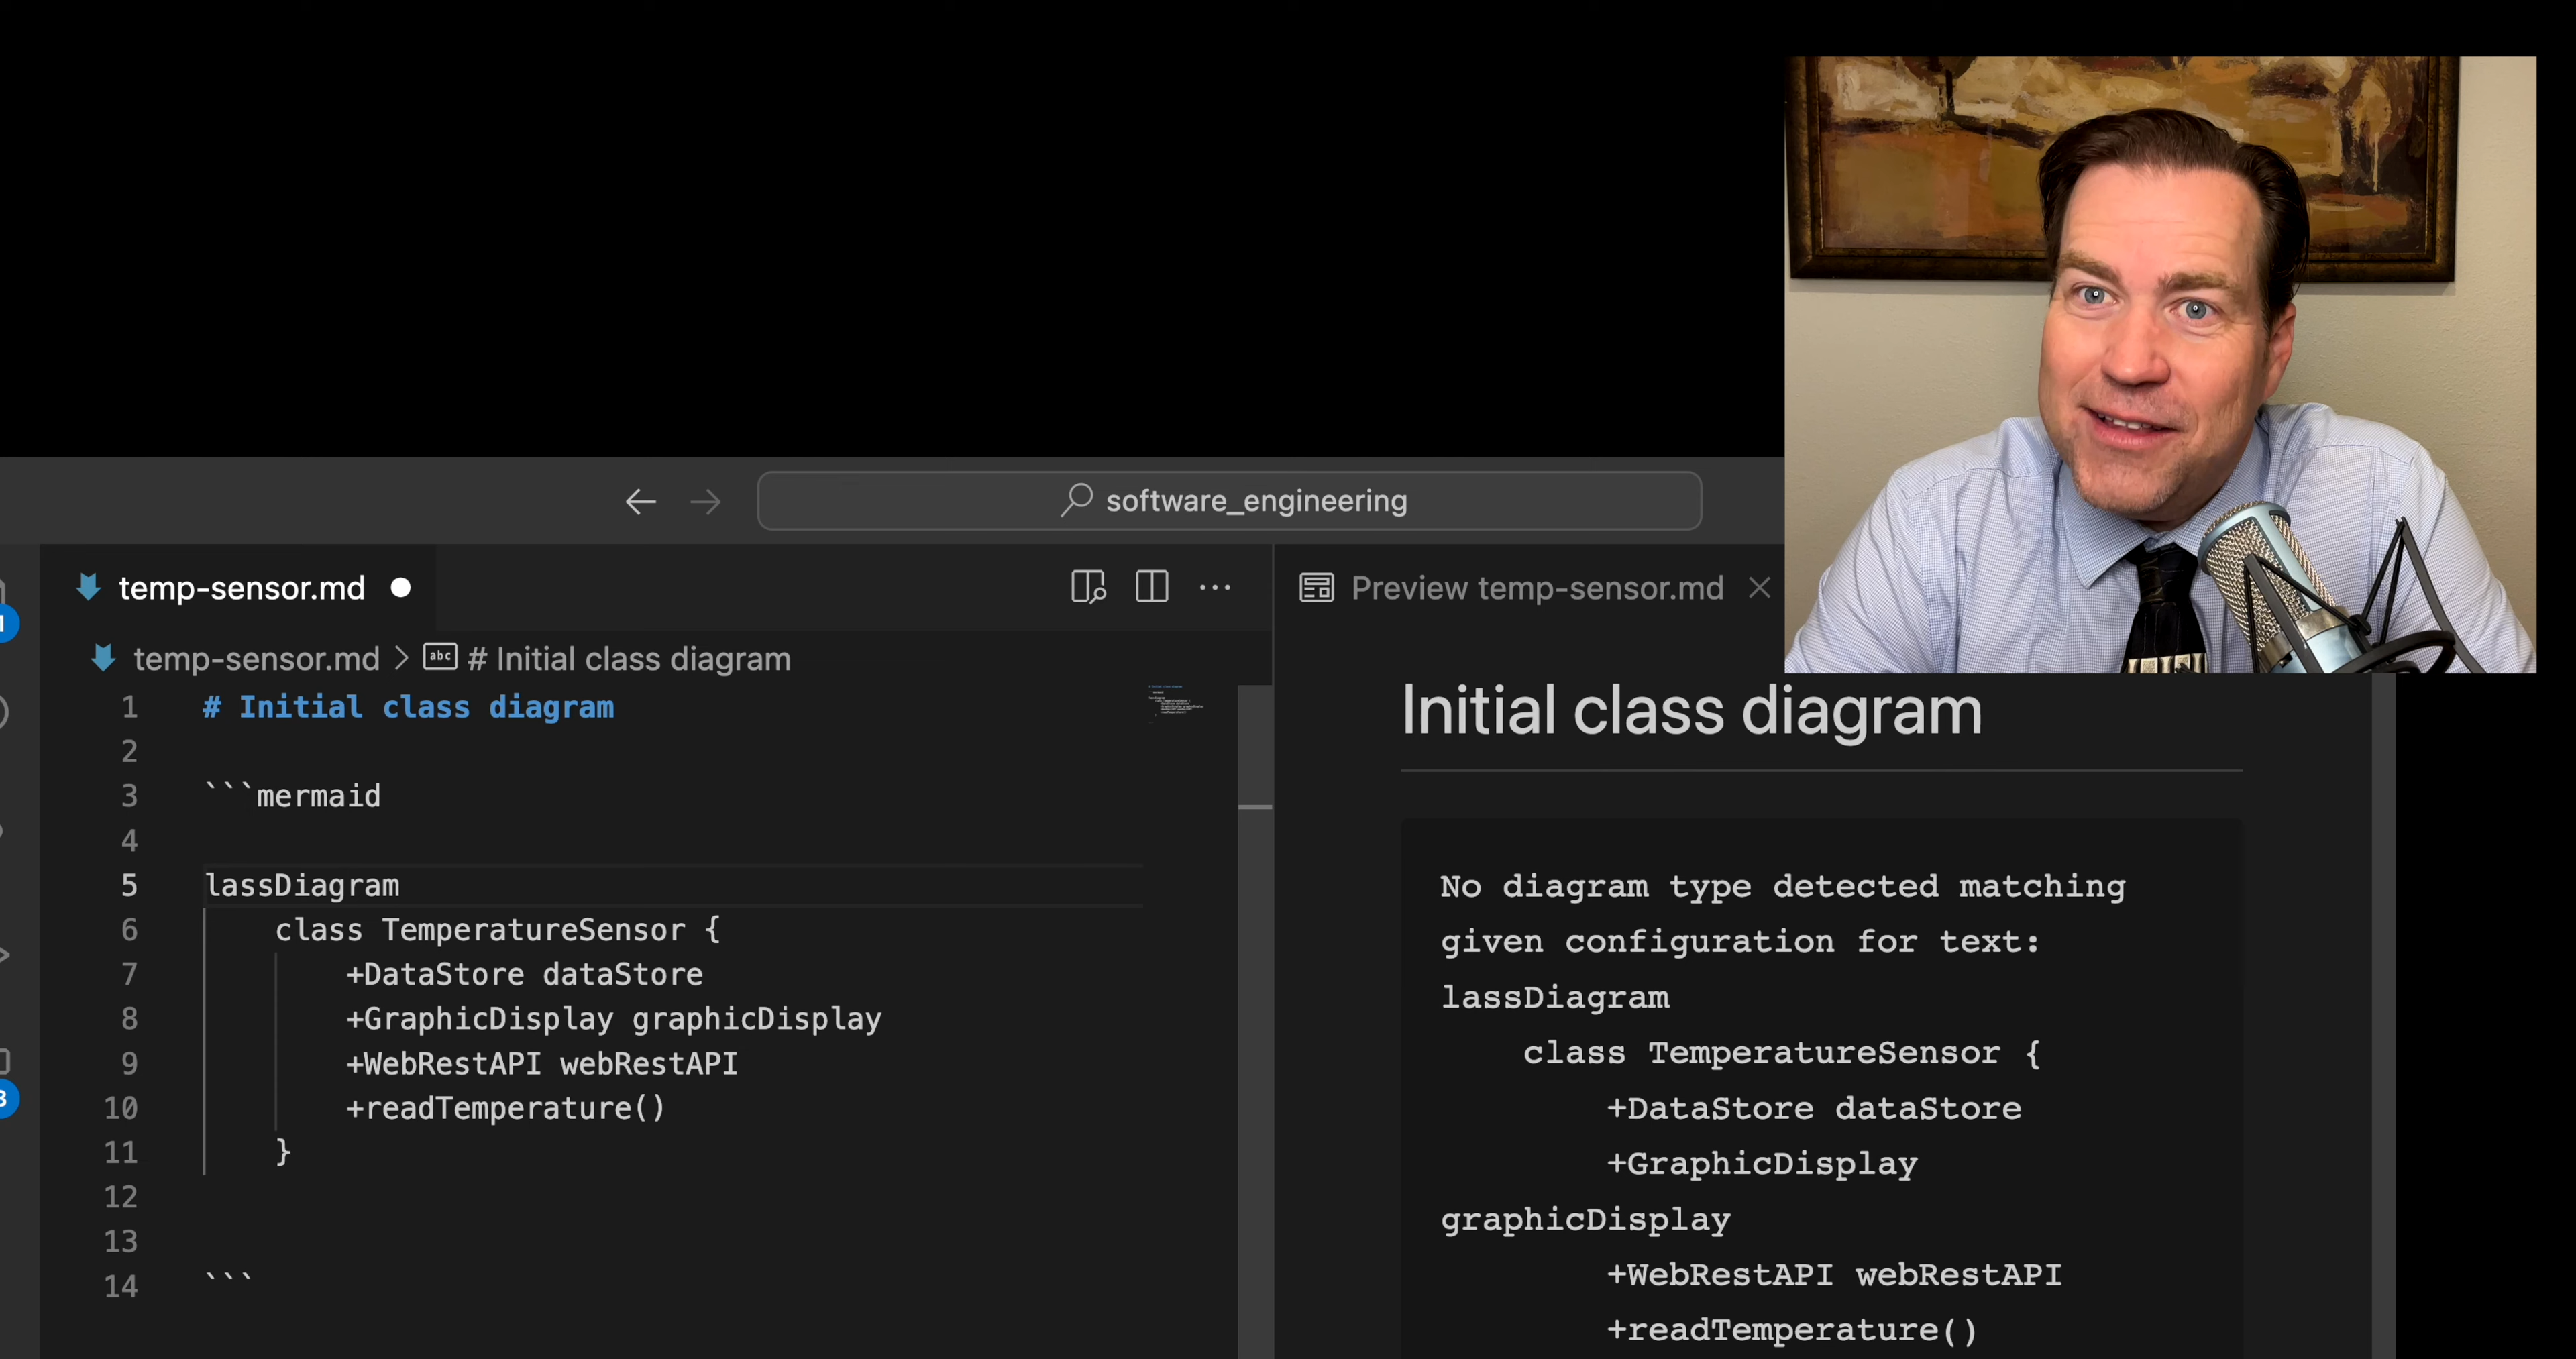 software_engineering
temp-sensor.md
Preview temp-sensor.md
temp-sensor.md > abc # Initial class diagram
1 # Initial class diagram
2
3 ```mermaid
4
5 lassDiagram
6 class TemperatureSensor {
7 +DataStore dataStore
8 +GraphicDisplay graphicDisplay
9 +WebRestAPI webRestAPI
10 +readTemperature()
11 }
12
13
14 ```
Initial class diagram
No diagram type detected matching
given configuration for text:
lassDiagram
class TemperatureSensor {
+DataStore dataStore
+GraphicDisplay
graphicDisplay
+WebRestAPI webRestAPI
+readTemperature()